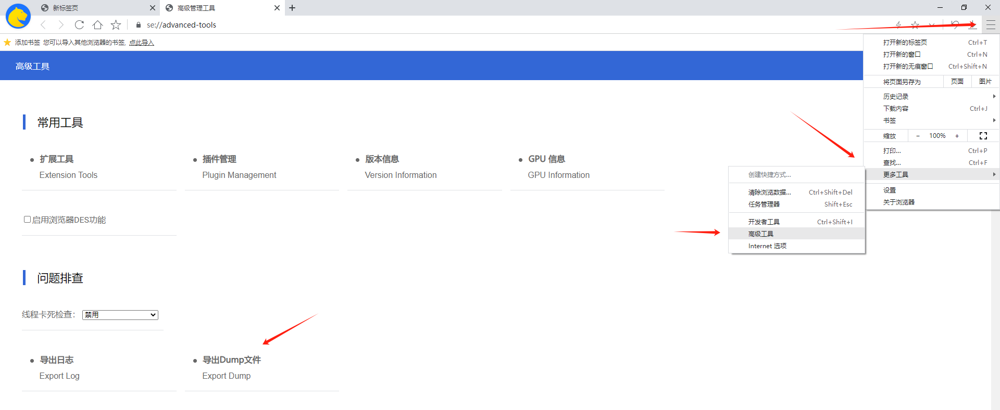 新标签页
高级管理工具
se://advanced-tools
添加书签 您可以导入其他浏览器的书签, 点此导入
高级工具
常用工具
扩展工具
Extension Tools
插件管理
Plugin Management
版本信息
Version Information
GPU 信息
GPU Information
启用浏览器DES功能
问题排查
线程卡死检查： 禁用
导出日志
Export Log
导出Dump文件
Export Dump
打开新的标签页 Ctrl+T
打开新的窗口 Ctrl+N
打开新的无痕窗口 Ctrl+Shift+N
将页面另存为 页面 图片
历史记录
下载内容 Ctrl+J
书签
缩放 − 100% +
打印... Ctrl+P
查找... Ctrl+F
更多工具
设置
关于浏览器
创建快捷方式...
清除浏览数据... Ctrl+Shift+Del
任务管理器 Shift+Esc
开发者工具 Ctrl+Shift+I
高级工具
Internet 选项